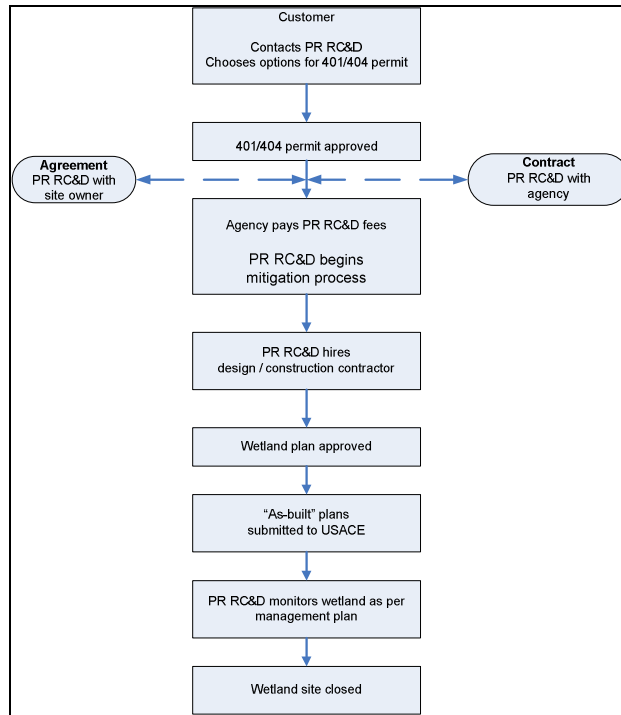 Customer
Contacts PR RC&D
Chooses options for 401/404 permit
401/404 permit approved
Agreement
PR RC&D with
site owner
Contract
PR RC&D with
agency
Agency pays PR RC&D fees
PR RC&D begins
mitigation process
PR RC&D hires
design / construction contractor
Wetland plan approved
“As-built” plans
submitted to USACE
PR RC&D monitors wetland as per
management plan
Wetland site closed